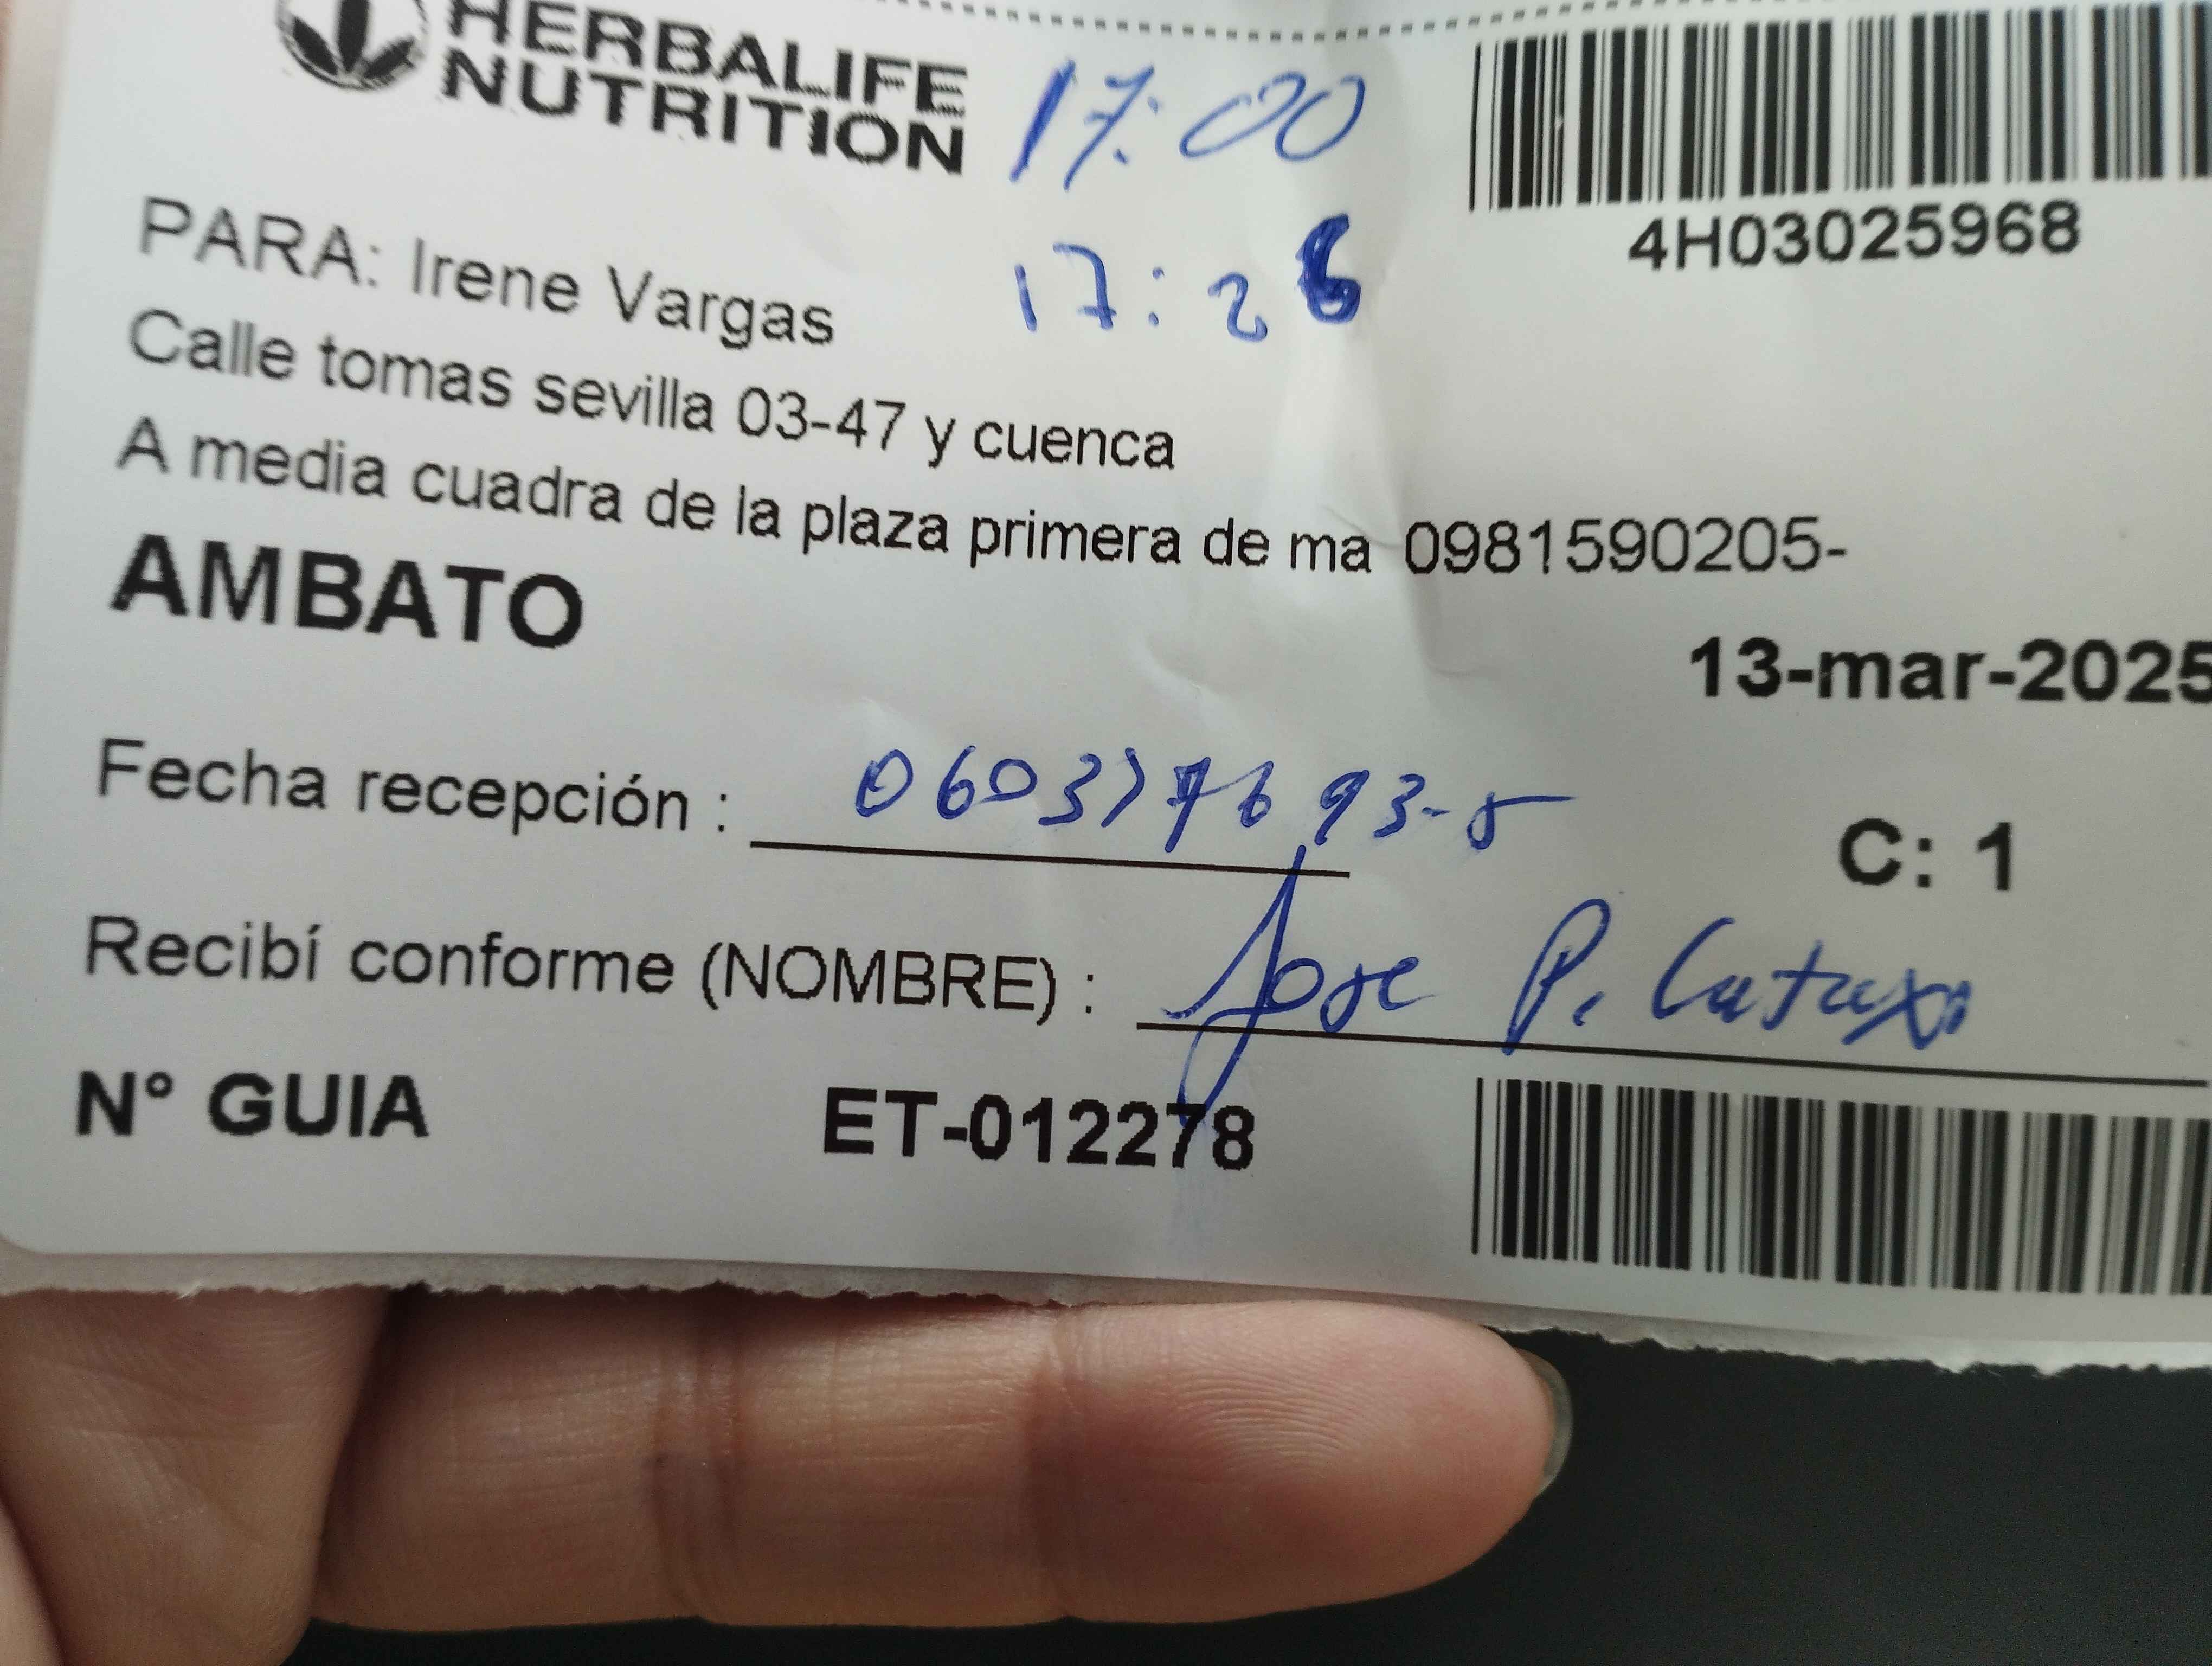 HERBALIFE
NUTRITION
17:00
4H03025968
PARA: Irene Vargas
17:26
Calle tomas sevilla 03-47 y cuenca
A media cuadra de la plaza primera de ma 0981590205-
AMBATO
13-mar-2025
Fecha recepción :
C: 1
Recibí conforme (NOMBRE) : Jose P.
N° GUIA ET-012278